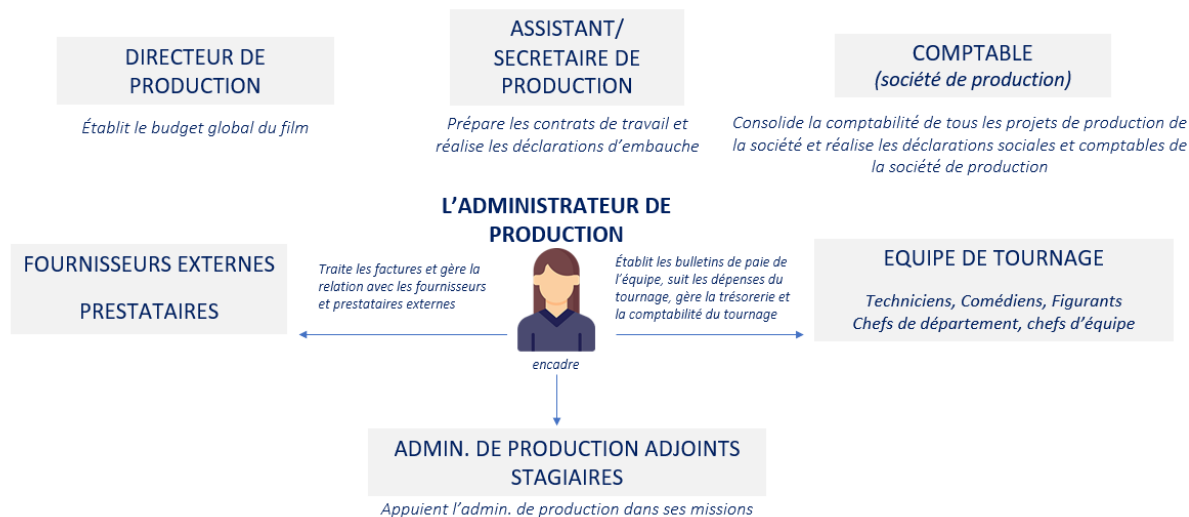 DIRECTEUR DE
PRODUCTION
Établit le budget global du film
ASSISTANT/
SECRETAIRE DE
PRODUCTION
Prépare les contrats de travail et
réalise les déclarations d’embauche
COMPTABLE
(société de production)
Consolide la comptabilité de tous les projets de production de
la société et réalise les déclarations sociales et comptables de
la société de production
L’ADMINISTRATEUR DE
PRODUCTION
FOURNISSEURS EXTERNES
PRESTATAIRES
Traite les factures et gère la
relation avec les fournisseurs
et prestataires externes
Établit les bulletins de paie de
l’équipe, suit les dépenses du
tournage, gère la trésorerie et
la comptabilité du tournage
EQUIPE DE TOURNAGE
Techniciens, Comédiens, Figurants
Chefs de département, chefs d’équipe
encadre
ADMIN. DE PRODUCTION ADJOINTS
STAGIAIRES
Appuient l’admin. de production dans ses missions